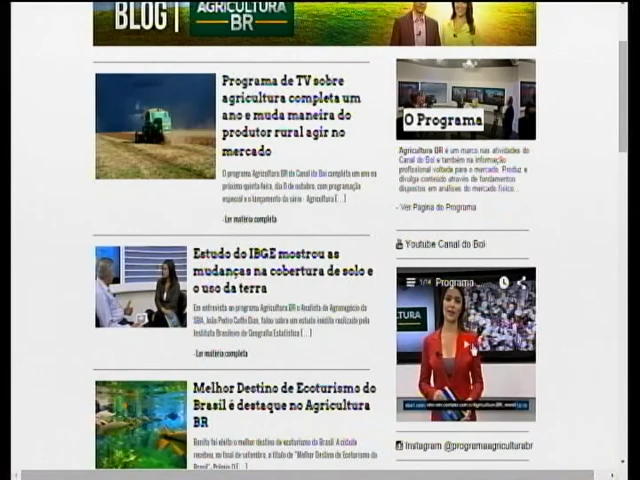 BLOG
AGRICULTURA
BR
Programa de TV sobre
agricultura completa um
ano e muda maneira do
produtor rural agir no
mercado
O programa Agricultura BR do Canal do Boi completa um ano na
próxima quinta-feira, dia 8 de outubro, com programação
especial e o lançamento da série - Agricultura [...]
- Ler matéria completa
Estudo do IBGE mostrou as
mudanças na cobertura de solo e
o uso da terra
Em entrevista ao programa Agricultura BR o Analista de Agronegócio da
SBA, João Pedro Cuthi Dias, falou sobre um estudo inédito realizado pelo
Instituto Brasileiro de Geografia Estatística [...]
- Ler matéria completa
Melhor Destino de Ecoturismo do
Brasil é destaque no Agricultura
BR
Bonito foi eleito o melhor destino de ecoturismo do Brasil. A cidade
recebeu, no final de setembro, o título de "Melhor Destino de Ecoturismo do
Brasil"- Prêmio O [...]
O Programa
Agricultura BR é um marco nas atividades do
Canal do Boi e também na informação
profissional voltada para o mercado. Produz e
divulga conteúdo através de fundamentos
dispostos em análises do mercado físico...
- Ver Página do Programa
Youtube Canal do Boi
1/14 Programa...
LTURA
Instagram @programaagriculturabr